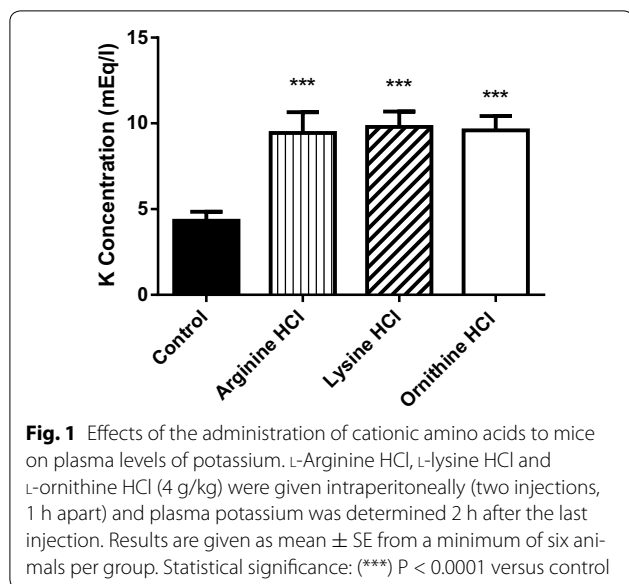 K Concentration (mEq/l)
15
10
5
0
***
***
***
Control
Arginine HCl
Lysine HCl
Ornithine HCl
Fig. 1 Effects of the administration of cationic amino acids to mice
on plasma levels of potassium. L-Arginine HCl, L-lysine HCl and
L-ornithine HCl (4 g/kg) were given intraperitoneally (two injections,
1 h apart) and plasma potassium was determined 2 h after the last
injection. Results are given as mean ± SE from a minimum of six ani-
mals per group. Statistical significance: (***) P < 0.0001 versus control